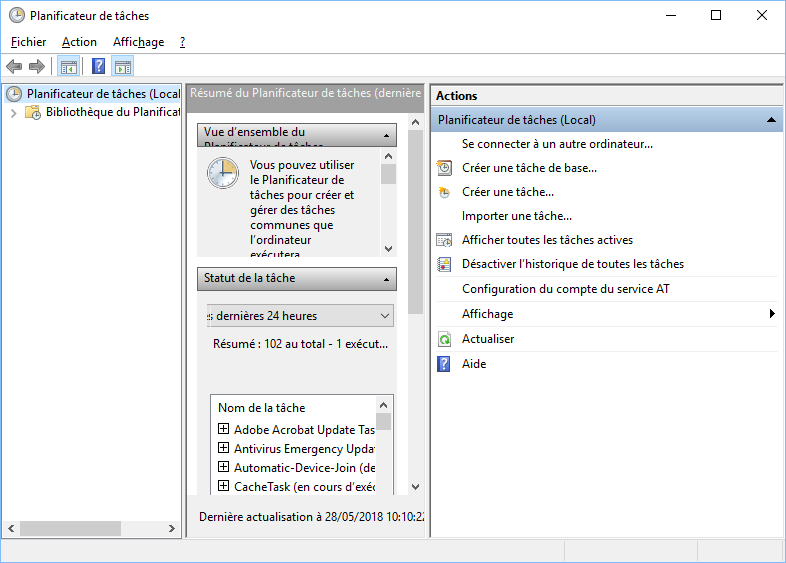 Planificateur de tâches
Fichier Action Affichage ?
Planificateur de tâches (Local
Bibliothèque du Planificat
Résumé du Planificateur de tâches (dernière
Vue d'ensemble du
Planificateur de tâches
Vous pouvez utiliser
le Planificateur de
tâches pour créer et
gérer des tâches
communes que
l'ordinateur
exécutera
Statut de la tâche
s dernières 24 heures
Résumé : 102 au total - 1 exécut...
Nom de la tâche
Adobe Acrobat Update Tas
Antivirus Emergency Updat
Automatic-Device-Join (de
CacheTask (en cours d'exéc
Dernière actualisation à 28/05/2018 10:10:22
Actions
Planificateur de tâches (Local)
Se connecter à un autre ordinateur...
Créer une tâche de base...
Créer une tâche...
Importer une tâche...
Afficher toutes les tâches actives
Désactiver l'historique de toutes les tâches
Configuration du compte du service AT
Affichage
Actualiser
Aide